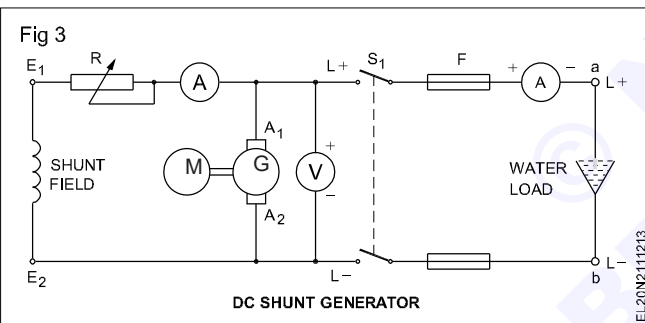 Fig 3
E1
R
A
L+
S1
F
+
A
–
a
L+
SHUNT
FIELD
M
G
A1
A2
V
+
–
WATER
LOAD
E2
L–
b
L–
DC SHUNT GENERATOR
EL20N2111213
©